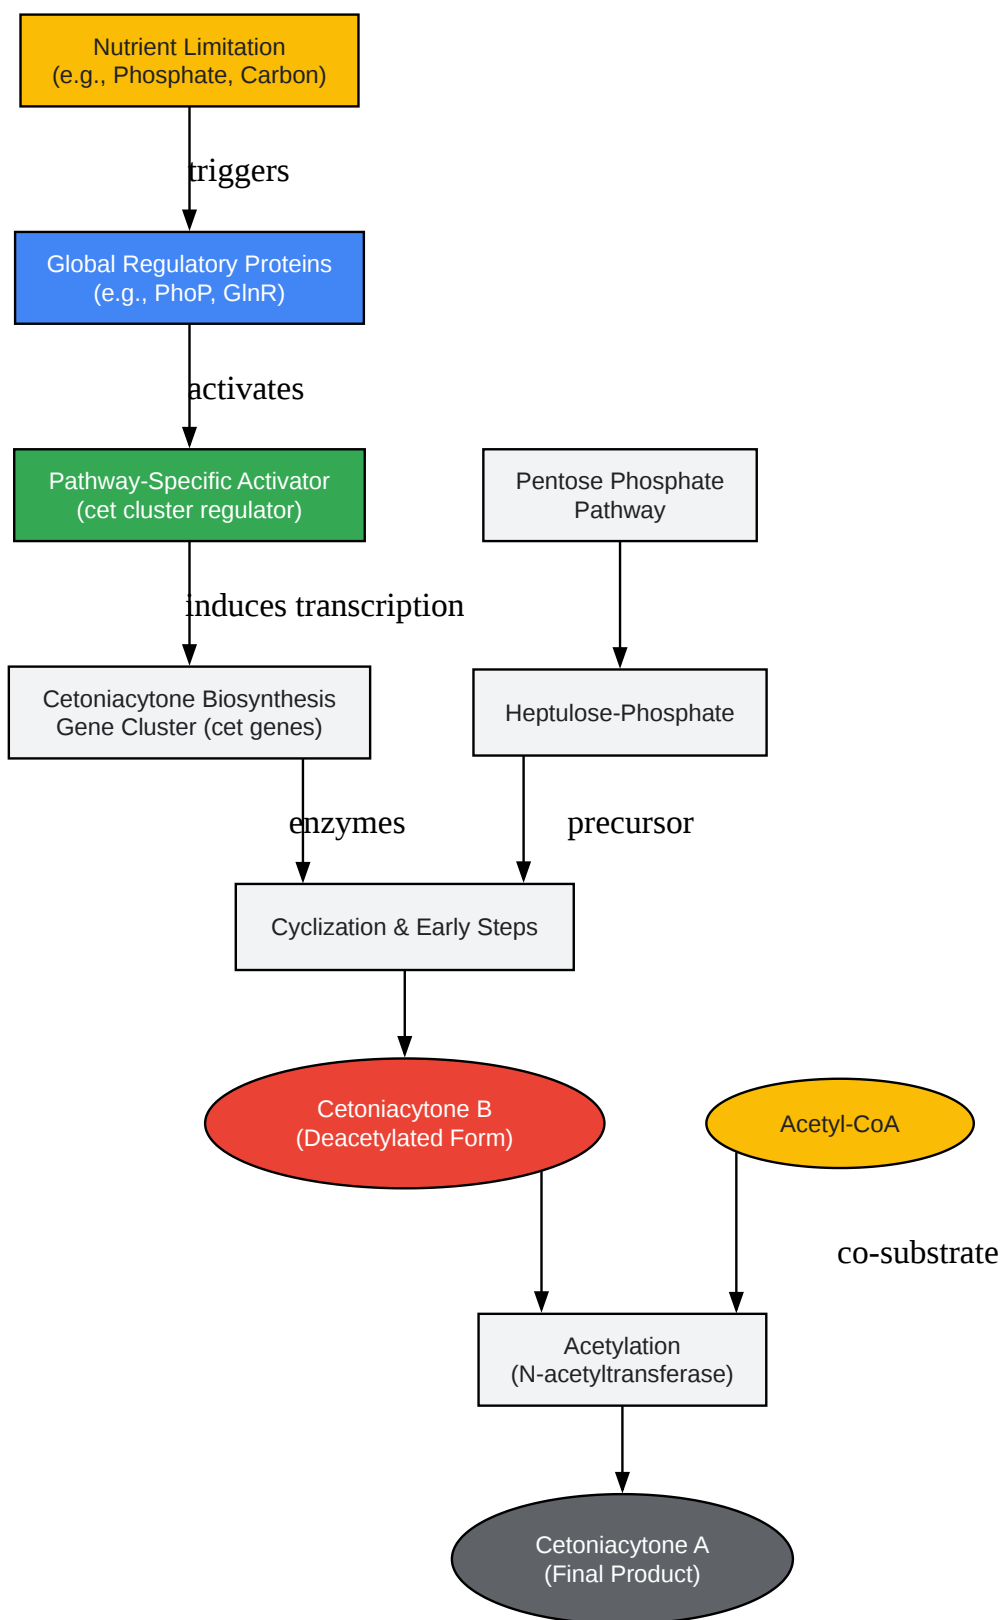 Nutrient Limitation
(e.g., Phosphate, Carbon)
triggers
Global Regulatory Proteins
(e.g., PhoP, GlnR)
activates
Pathway-Specific Activator
(cet cluster regulator)
Pentose Phosphate
Pathway
induces transcription
Cetoniacytone Biosynthesis
Gene Cluster (cet genes)
Heptulose-Phosphate
enzymes
precursor
Cyclization & Early Steps
Cetoniacytone B
(Deacetylated Form)
Acetyl-CoA
co-substrate
Acetylation
(N-acetyltransferase)
Cetoniacytone A
(Final Product)